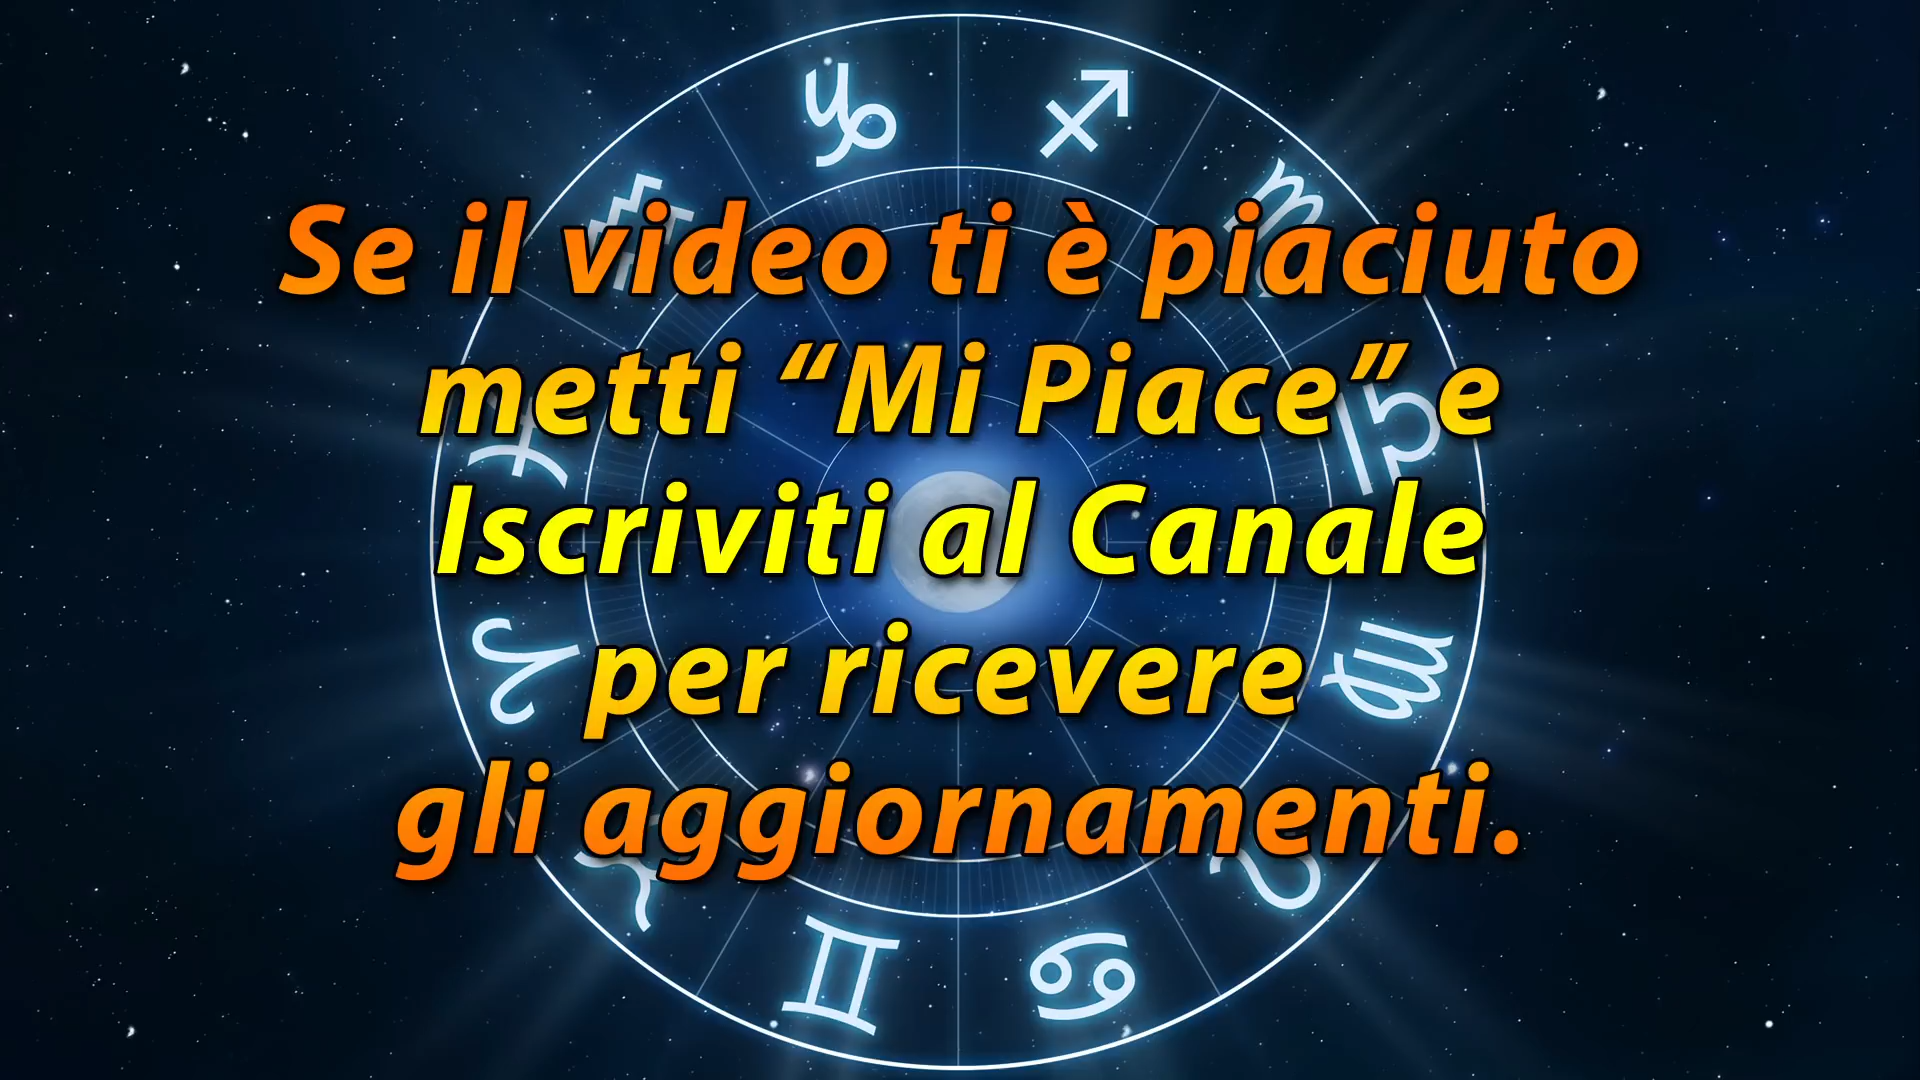 Se il video ti è piaciuto
metti “Mi Piace” e
Iscriviti al Canale
per ricevere
gli aggiornamenti.